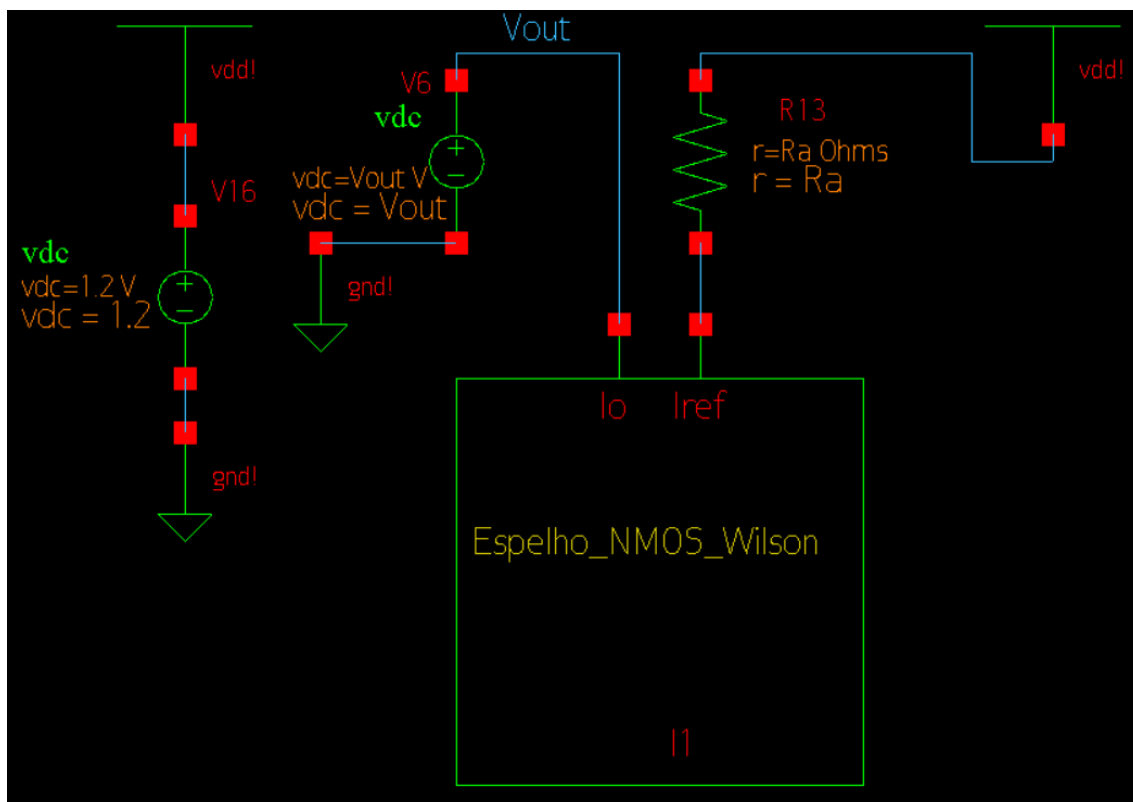 Vout
vdd!
V6
vdc
vdd!
R13
r=Ra Ohms
r = Ra
V16
vdc=Vout V
vdc = Vout
vdc
vdc=1.2 V
vdc = 1.2
gnd!
Io
Iref
gnd!
Espelho_NMOS_Wilson
I1